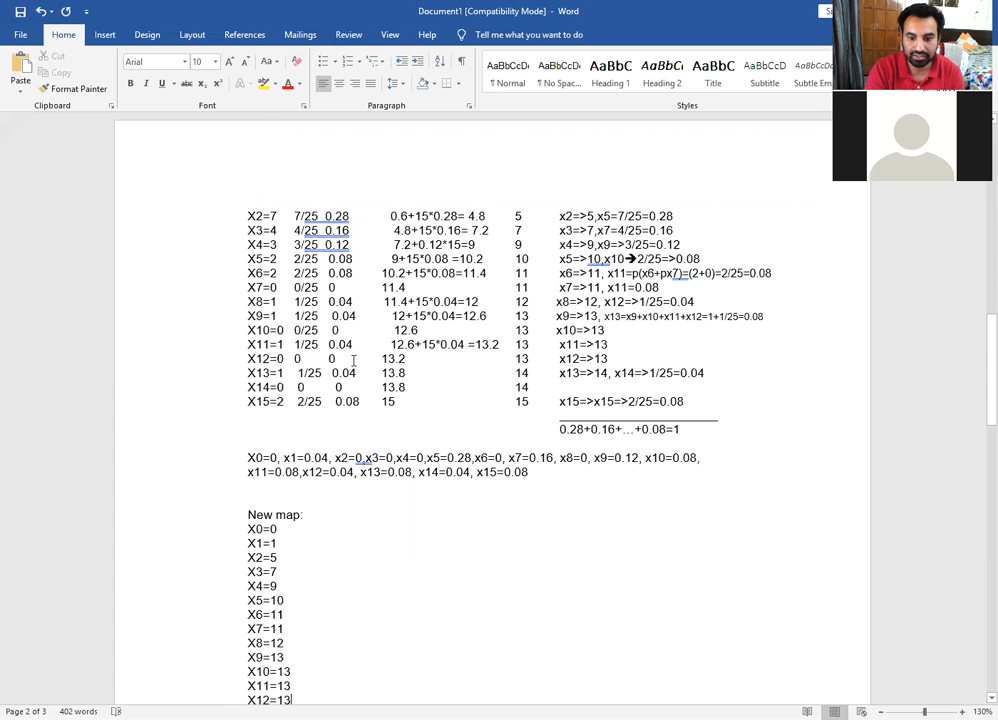 Document1 [Compatibility Mode] - Word
File Home Insert Design Layout References Mailings Review View Help Tell me what you want to do
Cut
Copy
Paste
Format Painter
Arial 10
Aa
AaBbCcDc AaBbCcDc AaBbC AaBbCc AaBb( AaBbCcD AaBbCcD
¶ Normal ¶ No Spac... Heading 1 Heading 2 Title Subtitle Subtle Em
Clipboard Font Paragraph Styles
X2=7 7/25 0.28 0.6+15*0.28= 4.8 5 x2=>5,x5=7/25=0.28
X3=4 4/25 0.16 4.8+15*0.16= 7.2 7 x3=>7,x7=4/25=0.16
X4=3 3/25 0.12 7.2+0.12*15=9 9 x4=>9,x9=>3/25=0.12
X5=2 2/25 0.08 9+15*0.08 =10.2 10 x5=>10,x10➔2/25=>0.08
X6=2 2/25 0.08 10.2+15*0.08=11.4 11 x6=>11, x11=p(x6+px7)=(2+0)=2/25=0.08
X7=0 0/25 0 11.4 11 x7=>11, x11=0.08
X8=1 1/25 0.04 11.4+15*0.04=12 12 x8=>12, x12=>1/25=0.04
X9=1 1/25 0.04 12+15*0.04=12.6 13 x9=>13, x13=x9+x10+x11+x12=1+1/25=0.08
X10=0 0/25 0 12.6 13 x10=>13
X11=1 1/25 0.04 12.6+15*0.04 =13.2 13 x11=>13
X12=0 0 0 13.2 13 x12=>13
X13=1 1/25 0.04 13.8 14 x13=>14, x14=>1/25=0.04
X14=0 0 0 13.8 14
X15=2 2/25 0.08 15 15 x15=>x15=>2/25=0.08
0.28+0.16+…+0.08=1
X0=0, x1=0.04, x2=0,x3=0,x4=0,x5=0.28,x6=0, x7=0.16, x8=0, x9=0.12, x10=0.08,
x11=0.08,x12=0.04, x13=0.08, x14=0.04, x15=0.08
New map:
X0=0
X1=1
X2=5
X3=7
X4=9
X5=10
X6=11
X7=11
X8=12
X9=13
X10=13
X11=13
X12=13
Page 2 of 3 402 words 130%